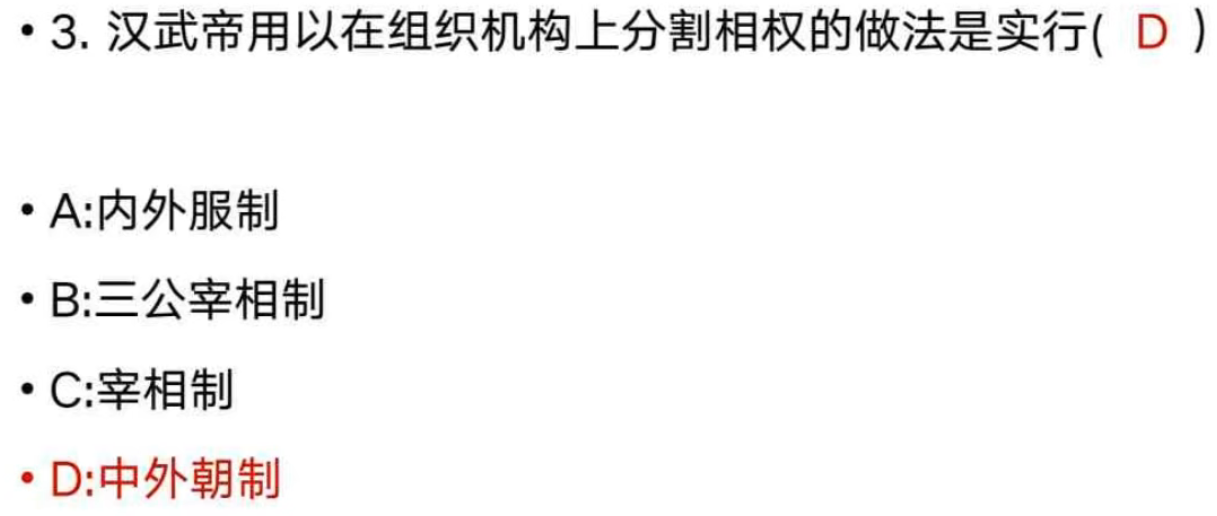 • 3. 汉武帝用以在组织机构上分割相权的做法是实行( D )
• A:内外服制
• B:三公宰相制
• C:宰相制
• D:中外朝制